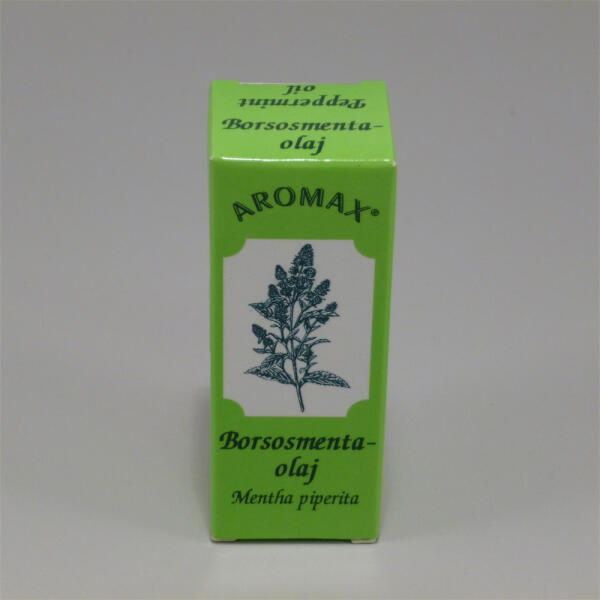 Peppermint
oil
Borsosmenta-
olaj
AROMAX®
Borsosmenta-
olaj
Mentha piperita